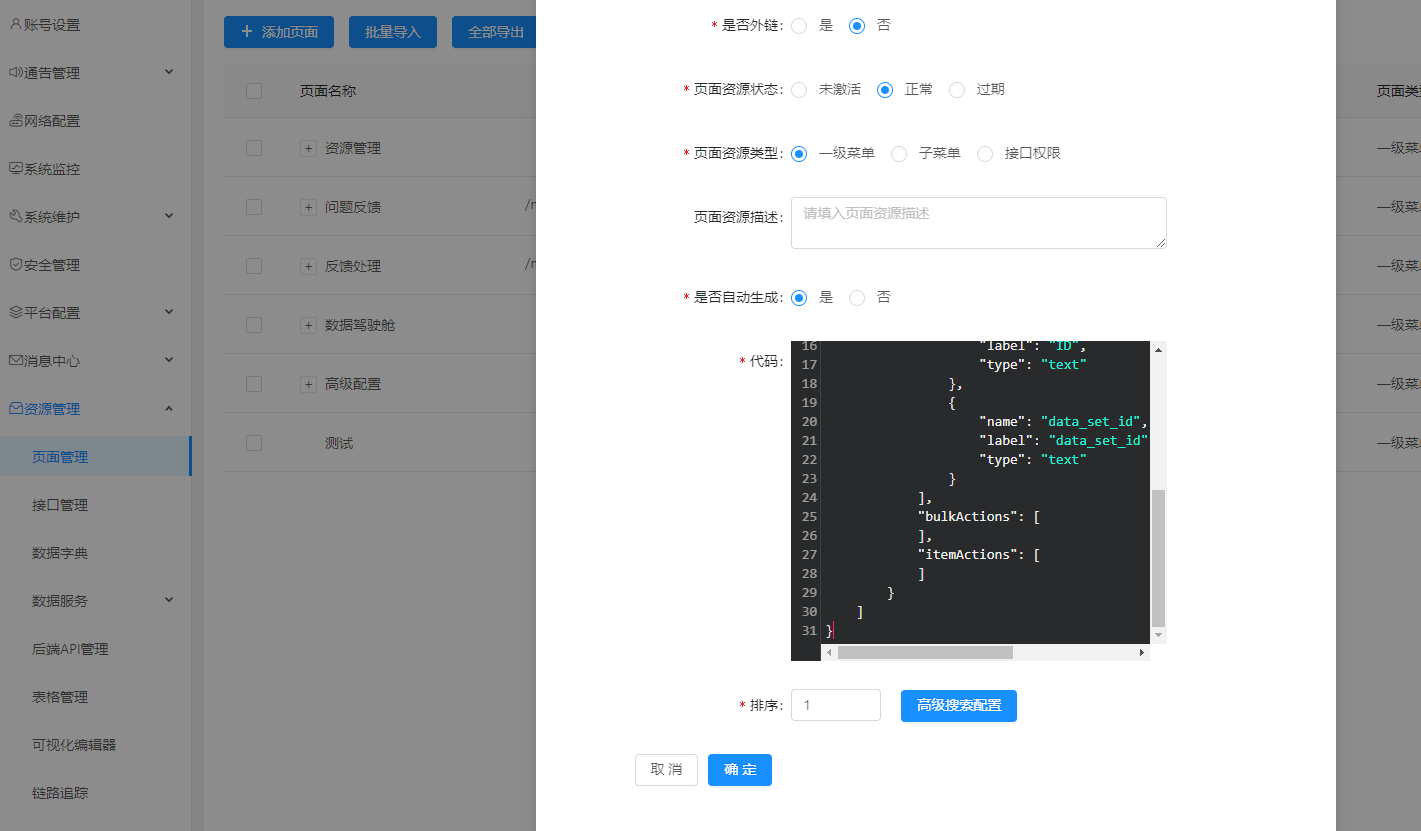 账号设置
通告管理
网络配置
系统监控
系统维护
安全管理
平台配置
消息中心
资源管理
页面管理
接口管理
数据字典
数据服务
后端API管理
表格管理
可视化编辑器
链路追踪
+ 添加页面 批量导入 全部导出
页面名称 页面类型
+ 资源管理 一级菜单
+ 问题反馈 /n 一级菜单
+ 反馈处理 /n 一级菜单
+ 数据驾驶舱 一级菜单
+ 高级配置 一级菜单
测试 一级菜单
* 是否外链: 是 否
* 页面资源状态: 未激活 正常 过期
* 页面资源类型: 一级菜单 子菜单 接口权限
页面资源描述: 请填入页面资源描述
* 是否自动生成: 是 否
* 代码:
16 "label": "ID",
17 "type": "text"
18 },
19 {
20 "name": "data_set_id",
21 "label": "data_set_id"
22 "type": "text"
23 }
24 ],
25 "bulkActions": [
26 ],
27 "itemActions": [
28 ]
29 }
30 ]
31 }
* 排序: 1 高级搜索配置
取 消 确 定